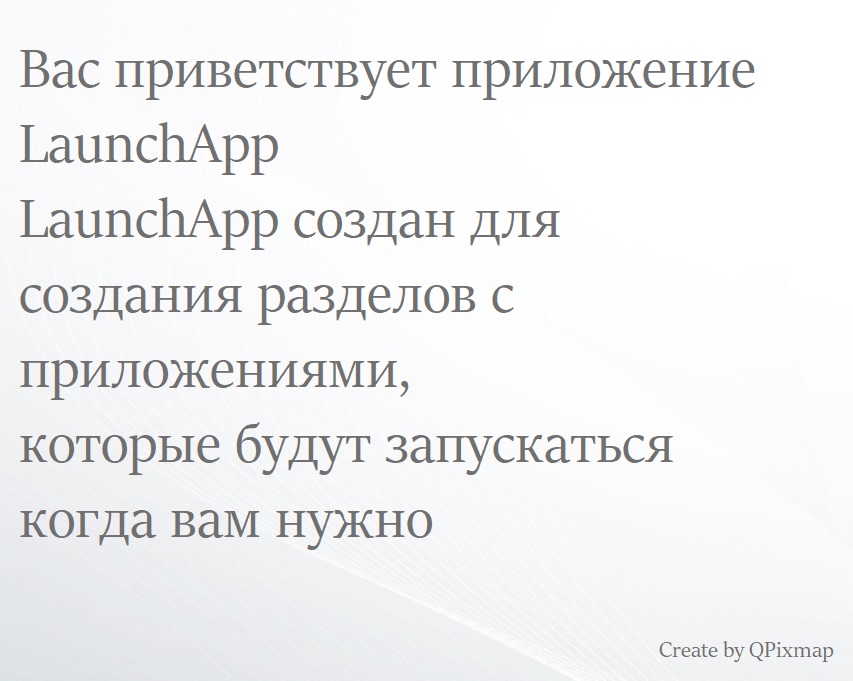 Вас приветствует приложение
LaunchApp
LaunchApp создан для
создания разделов с
приложениями,
которые будут запускаться
когда вам нужно
Create by QPixmap